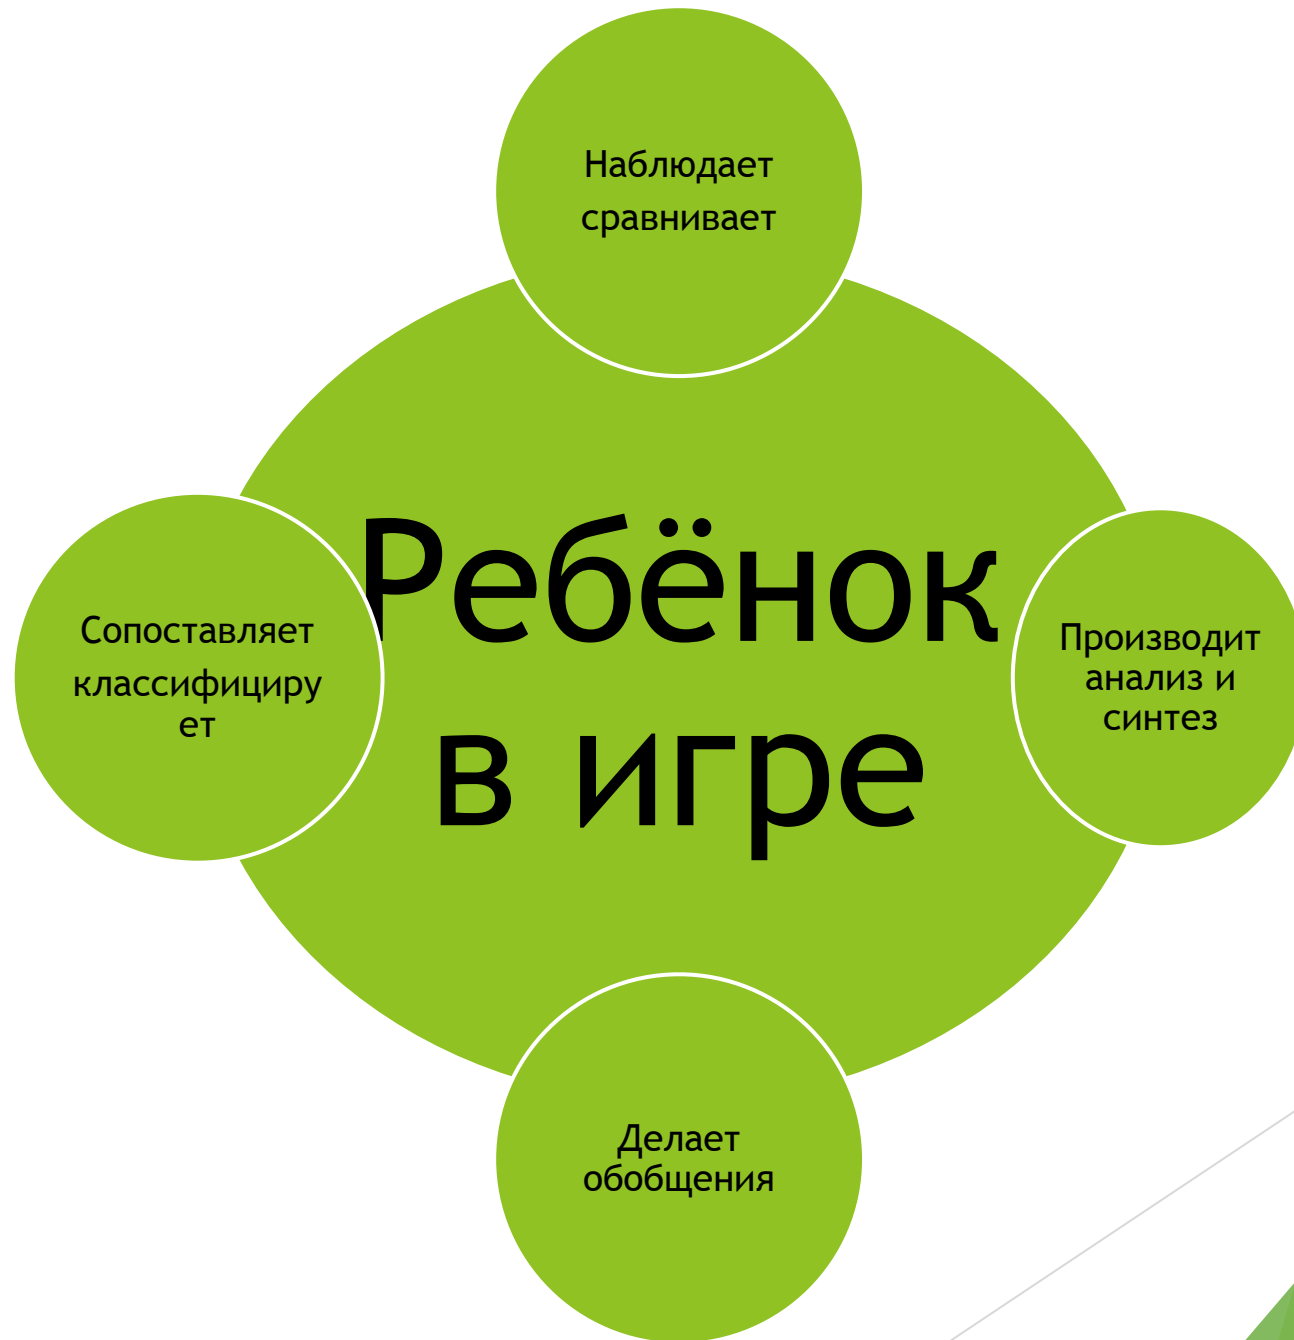 Наблюдает
сравнивает
Ребёнок
в игре
Сопоставляет
классифициру
ет
Производит
анализ и
синтез
Делает
обобщения